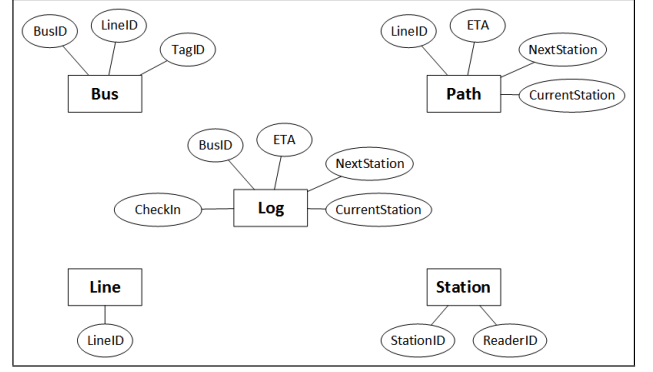 BusID
LineID
TagID
Bus
LineID
ETA
NextStation
CurrentStation
Path
BusID
ETA
NextStation
CurrentStation
CheckIn
Log
Line
LineID
Station
StationID
ReaderID